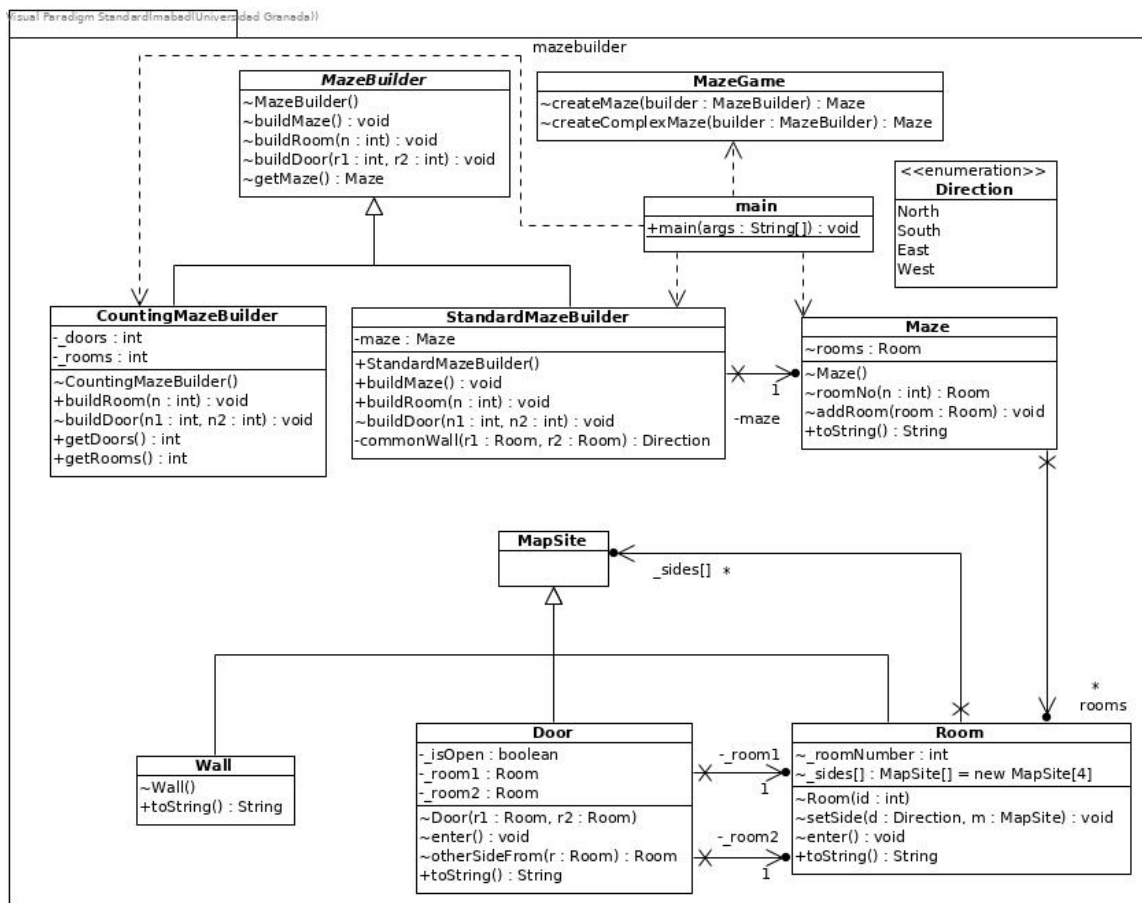 Visual Paradigm Standard(mabad(Universidad Granada))
mazebuilder
MazeBuilder
~MazeBuilder()
~buildMaze() : void
~buildRoom(n : int) : void
~buildDoor(r1 : int, r2 : int) : void
~getMaze() : Maze
MazeGame
~createMaze(builder : MazeBuilder) : Maze
~createComplexMaze(builder : MazeBuilder) : Maze
<<enumeration>>
Direction
North
South
East
West
main
+main(args : String[]) : void
CountingMazeBuilder
-_doors : int
-_rooms : int
~CountingMazeBuilder()
+buildRoom(n : int) : void
~buildDoor(n1 : int, n2 : int) : void
+getDoors() : int
+getRooms() : int
StandardMazeBuilder
-maze : Maze
+StandardMazeBuilder()
+buildMaze() : void
+buildRoom(n : int) : void
~buildDoor(n1 : int, n2 : int) : void
-commonWall(r1 : Room, r2 : Room) : Direction
1
-maze
Maze
~rooms : Room
~Maze()
~roomNo(n : int) : Room
~addRoom(room : Room) : void
+toString() : String
MapSite
_sides[] *
*
rooms
Wall
~Wall()
+toString() : String
Door
-_isOpen : boolean
-_room1 : Room
-_room2 : Room
~Door(r1 : Room, r2 : Room)
~enter() : void
~otherSideFrom(r : Room) : Room
+toString() : String
-_room1
1
-_room2
1
Room
~_roomNumber : int
~_sides[] : MapSite[] = new MapSite[4]
~Room(id : int)
~setSide(d : Direction, m : MapSite) : void
~enter() : void
+toString() : String